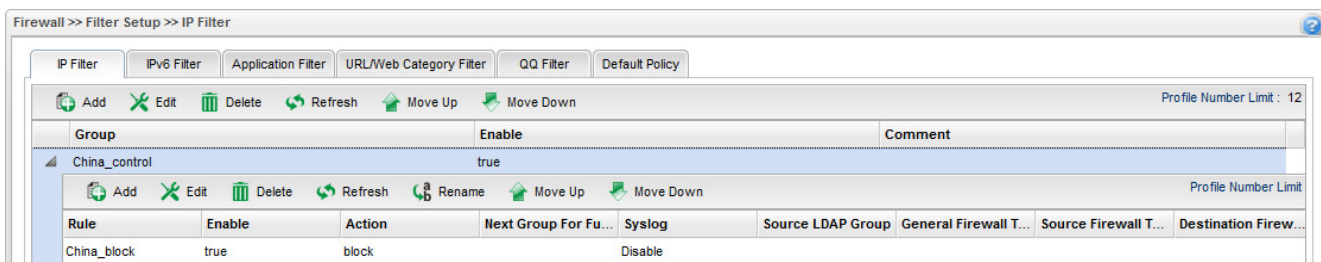 Firewall >> Filter Setup >> IP Filter
?
IP Filter IPv6 Filter Application Filter URL/Web Category Filter QQ Filter Default Policy
Add Edit Delete Refresh Move Up Move Down Profile Number Limit : 12
Group Enable Comment
China_control true
Add Edit Delete Refresh Rename Move Up Move Down Profile Number Limit
Rule Enable Action Next Group For Fu... Syslog Source LDAP Group General Firewall T... Source Firewall T... Destination Firew...
China_block true block Disable